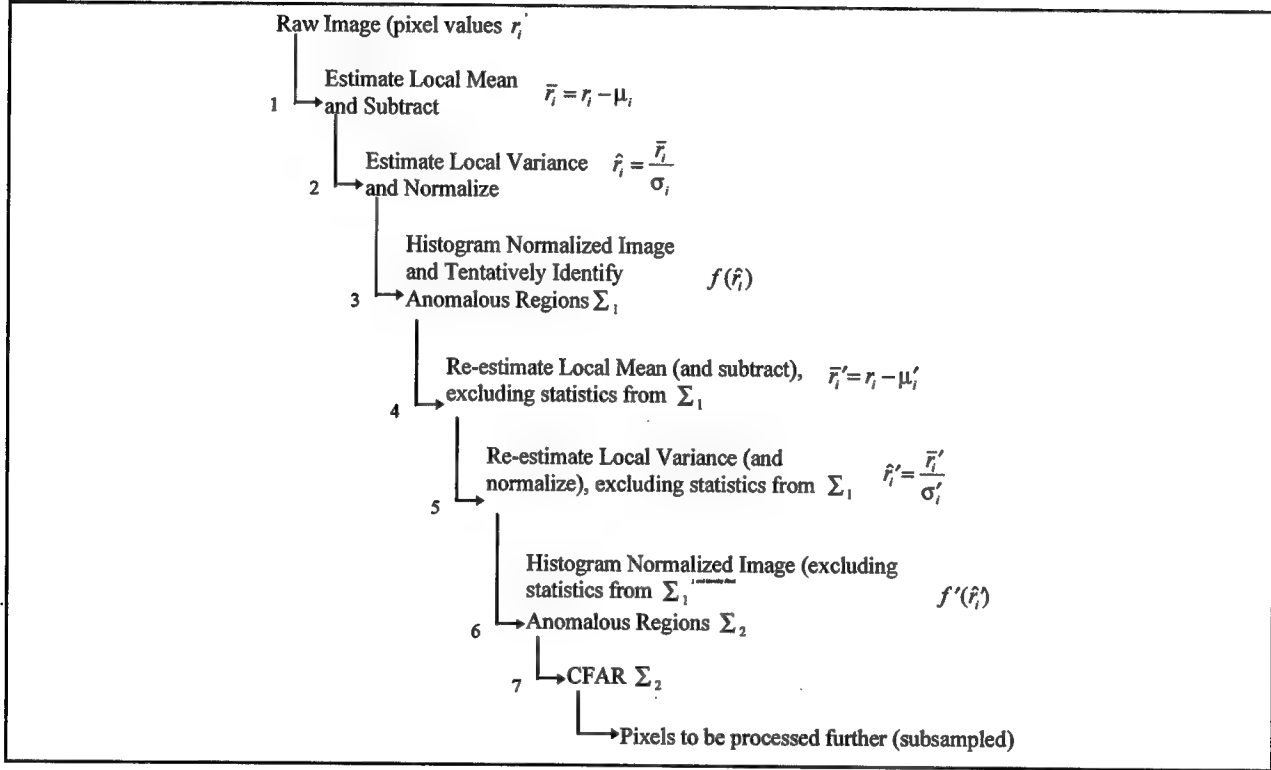 Raw Image (pixel values r_i'
Estimate Local Mean
and Subtract
r̄_i = r_i − μ_i
1
Estimate Local Variance
and Normalize
r̂_i = r̄_i / σ_i
2
Histogram Normalized Image
and Tentatively Identify
Anomalous Regions Σ_1
f(r̂_i)
3
Re-estimate Local Mean (and subtract),
excluding statistics from Σ_1
r̄_i′ = r_i − μ_i′
4
Re-estimate Local Variance (and
normalize), excluding statistics from Σ_1
r̂_i′ = r̄_i′ / σ_i′
5
Histogram Normalized Image (excluding
statistics from Σ_1
Anomalous Regions Σ_2
f′(r̂_i′)
6
CFAR Σ_2
7
Pixels to be processed further (subsampled)